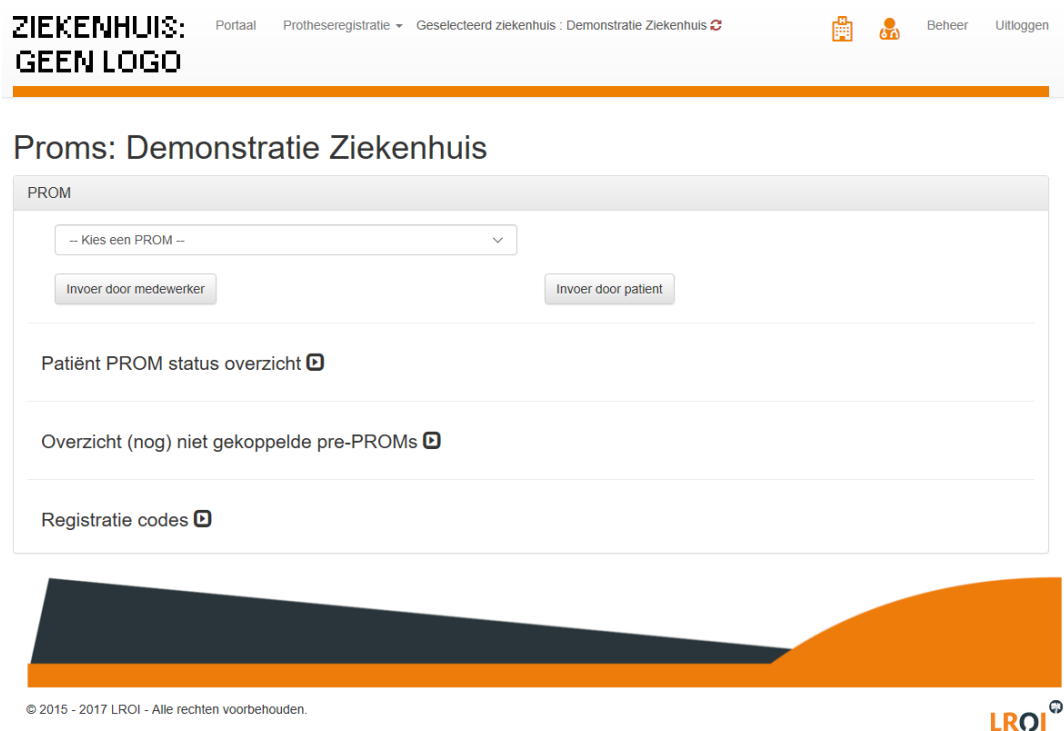 ZIEKENHUIS:
GEEN LOGO
Portaal Protheseregistratie Geselecteerd ziekenhuis : Demonstratie Ziekenhuis Beheer Uitloggen
Proms: Demonstratie Ziekenhuis
PROM
-- Kies een PROM --
Invoer door medewerker Invoer door patient
Patiënt PROM status overzicht
Overzicht (nog) niet gekoppelde pre-PROMs
Registratie codes
© 2015 - 2017 LROI - Alle rechten voorbehouden.
LROI